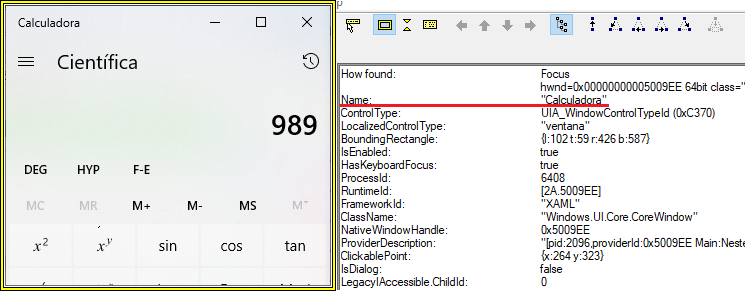 Calculadora
Científica
989
DEG HYP F-E
MC MR M+ M- MS M˅
x² xʸ sin cos tan
How found: Focus
hwnd=0x00000000005009EE 64bit class="
Name: "Calculadora"
ControlType: UIA_WindowControlTypeId (0xC370)
LocalizedControlType: "ventana"
BoundingRectangle: {l:102 t:59 r:426 b:587}
IsEnabled: true
HasKeyboardFocus: true
ProcessId: 6408
RuntimeId: [2A.5009EE]
FrameworkId: "XAML"
ClassName: "Windows.UI.Core.CoreWindow"
NativeWindowHandle: 0x5009EE
ProviderDescription: "[pid:2096,providerId:0x5009EE Main:Neste
ClickablePoint: {x:264 y:323}
IsDialog: false
LegacyIAccessible.ChildId: 0